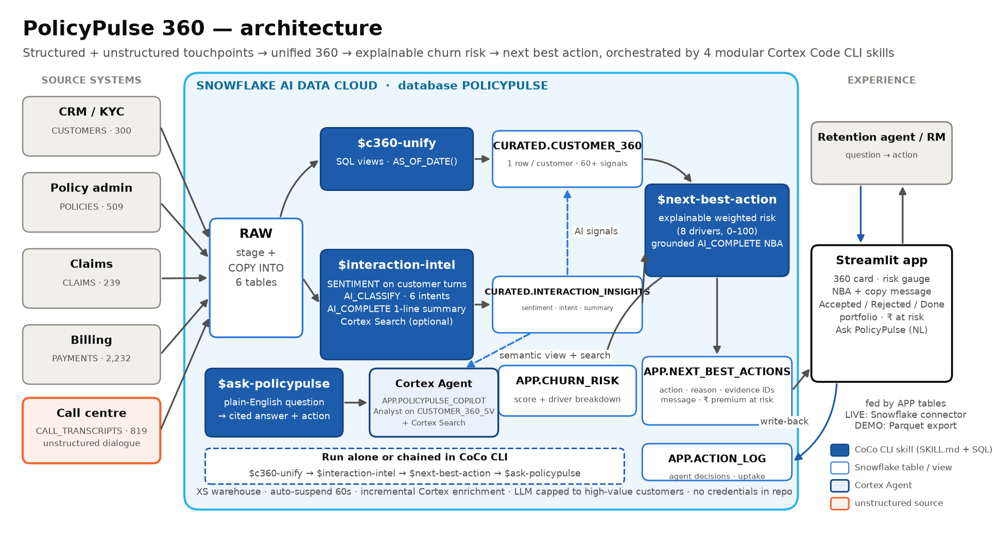 PolicyPulse 360 — architecture
Structured + unstructured touchpoints → unified 360 → explainable churn risk → next best action, orchestrated by 4 modular Cortex Code CLI skills
SOURCE SYSTEMS
CRM / KYC
CUSTOMERS · 300
Policy admin
POLICIES · 509
Claims
CLAIMS · 239
Billing
PAYMENTS · 2,232
Call centre
CALL_TRANSCRIPTS · 819
unstructured dialogue
SNOWFLAKE AI DATA CLOUD · database POLICYPULSE
RAW
stage +
COPY INTO
6 tables
$c360-unify
SQL views · AS_OF_DATE()
CURATED.CUSTOMER_360
1 row / customer · 60+ signals
$next-best-action
explainable weighted risk
(8 drivers, 0–100)
grounded AI_COMPLETE NBA
AI signals
$interaction-intel
SENTIMENT on customer turns
AI_CLASSIFY · 6 intents
AI_COMPLETE 1-line summary
Cortex Search (optional)
CURATED.INTERACTION_INSIGHTS
sentiment · intent · summary
semantic view + search
$ask-policypulse
plain-English question
→ cited answer + action
Cortex Agent
APP.POLICYPULSE_COPILOT
Analyst on CUSTOMER_360_SV
+ Cortex Search
APP.CHURN_RISK
score + driver breakdown
APP.NEXT_BEST_ACTIONS
action · reason · evidence IDs
message · ₹ premium at risk
write-back
Run alone or chained in CoCo CLI
$c360-unify → $interaction-intel → $next-best-action → $ask-policypulse
APP.ACTION_LOG
agent decisions · uptake
XS warehouse · auto-suspend 60s · incremental Cortex enrichment · LLM capped to high-value customers · no credentials in repo
EXPERIENCE
Retention agent / RM
question → action
Streamlit app
360 card · risk gauge
NBA + copy message
Accepted / Rejected / Done
portfolio · ₹ at risk
Ask PolicyPulse (NL)
fed by APP tables
LIVE: Snowflake connector
DEMO: Parquet export
CoCo CLI skill (SKILL.md + SQL)
Snowflake table / view
Cortex Agent
unstructured source